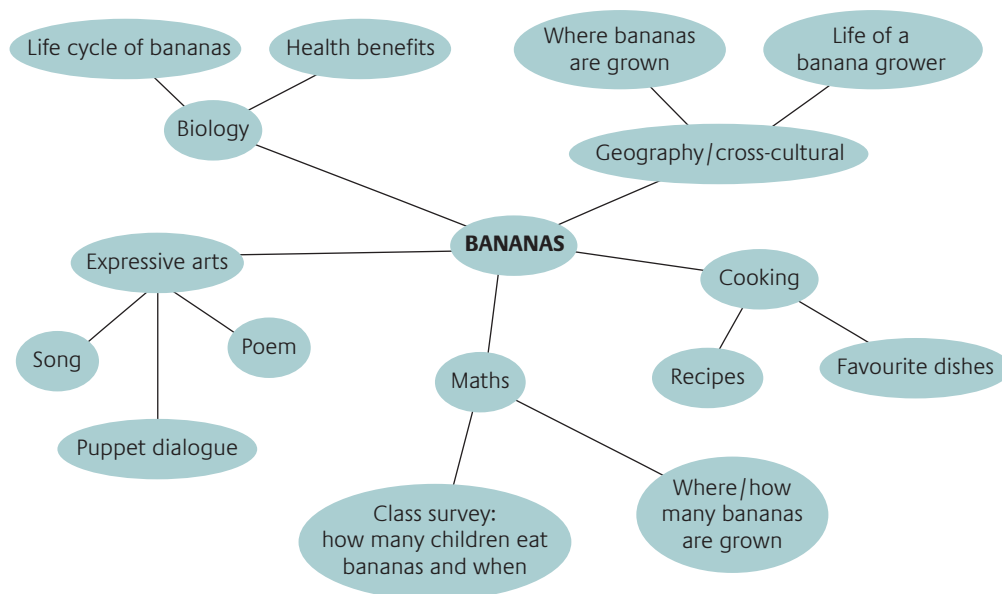 Life cycle of bananas
Health benefits
Biology
Where bananas
are grown
Life of a
banana grower
Geography/cross-cultural
BANANAS
Expressive arts
Song
Poem
Puppet dialogue
Cooking
Recipes
Favourite dishes
Maths
Class survey:
how many children eat
bananas and when
Where/how
many bananas
are grown